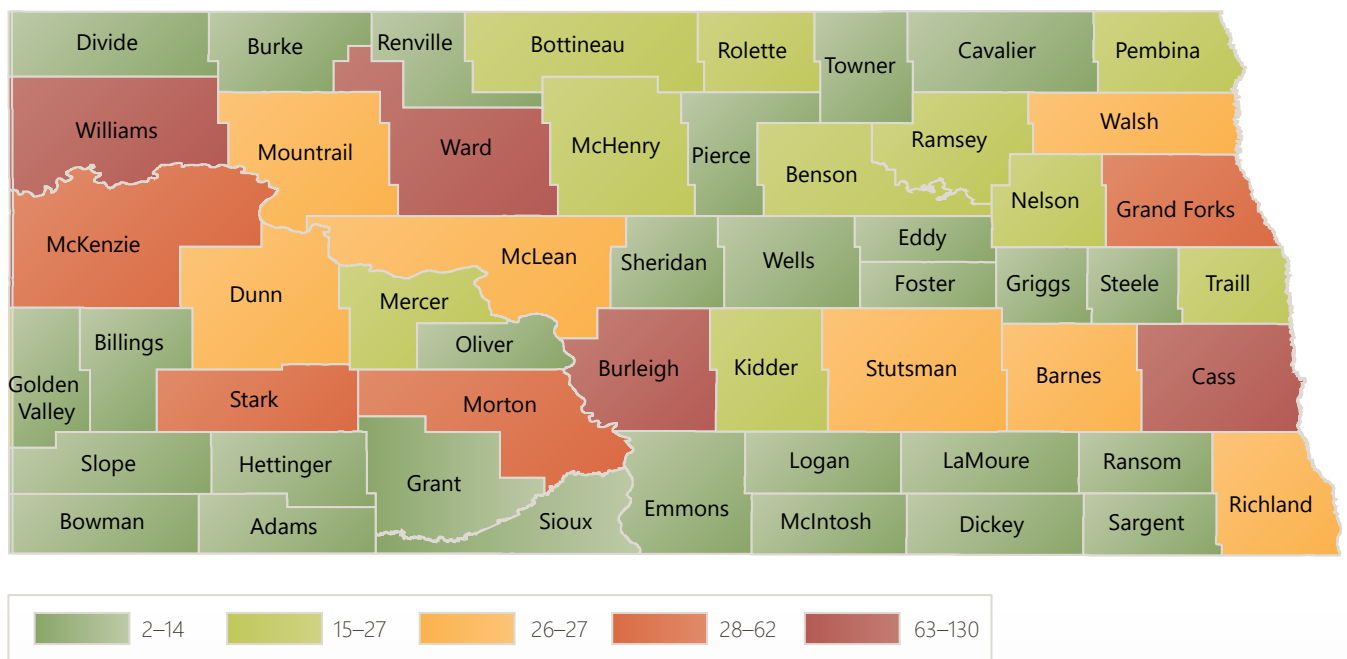 Divide
Burke
Renville
Bottineau
Rolette
Towner
Cavalier
Pembina
Williams
Mountrail
Ward
McHenry
Pierce
Benson
Ramsey
Walsh
Nelson
Grand Forks
McKenzie
Dunn
McLean
Mercer
Oliver
Sheridan
Wells
Eddy
Foster
Griggs
Steele
Traill
Golden
Valley
Billings
Stark
Morton
Burleigh
Kidder
Stutsman
Barnes
Cass
Slope
Hettinger
Grant
Sioux
Emmons
Logan
LaMoure
Ransom
Richland
Bowman
Adams
McIntosh
Dickey
Sargent
2–14
15–27
26–27
28–62
63–130